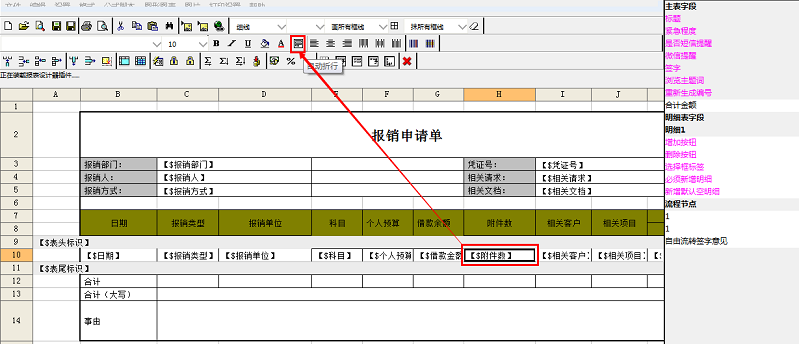 虚线 画所有框线 抹所有框线
10 B I U A
自动折行
正在装载报表设计器插件....
A B C D E F G H I J
1
2 报销申请单
3 报销部门： 【$报销部门】 凭证号： 【$凭证号】
4 报销人： 【$报销人】 相关请求： 【$相关请求】
5 报销方式： 【$报销方式】 相关文档： 【$相关文档】
6
7 日期 报销类型 报销单位 科目 个人预算 借款余额 附件数 相关客户 相关项目
8
9 【$表头标识】
10 【$日期】 【$报销类型】 【$报销单位】 【$科目】 【$个人预算 【$借款余额 【$附件数】 【$相关客户】 【$相关项目】
11 【$表尾标识】
12 合计
13 合计（大写）
14 事由
主表字段
标题
紧急程度
是否短信提醒
微信提醒
签字
浏览主题词
重新生成编号
合计金额
明细表字段
明细1
增加按钮
删除按钮
选择框标签
必须新增明细
新增默认空明细
流程节点
1
1
自由流转签字意见